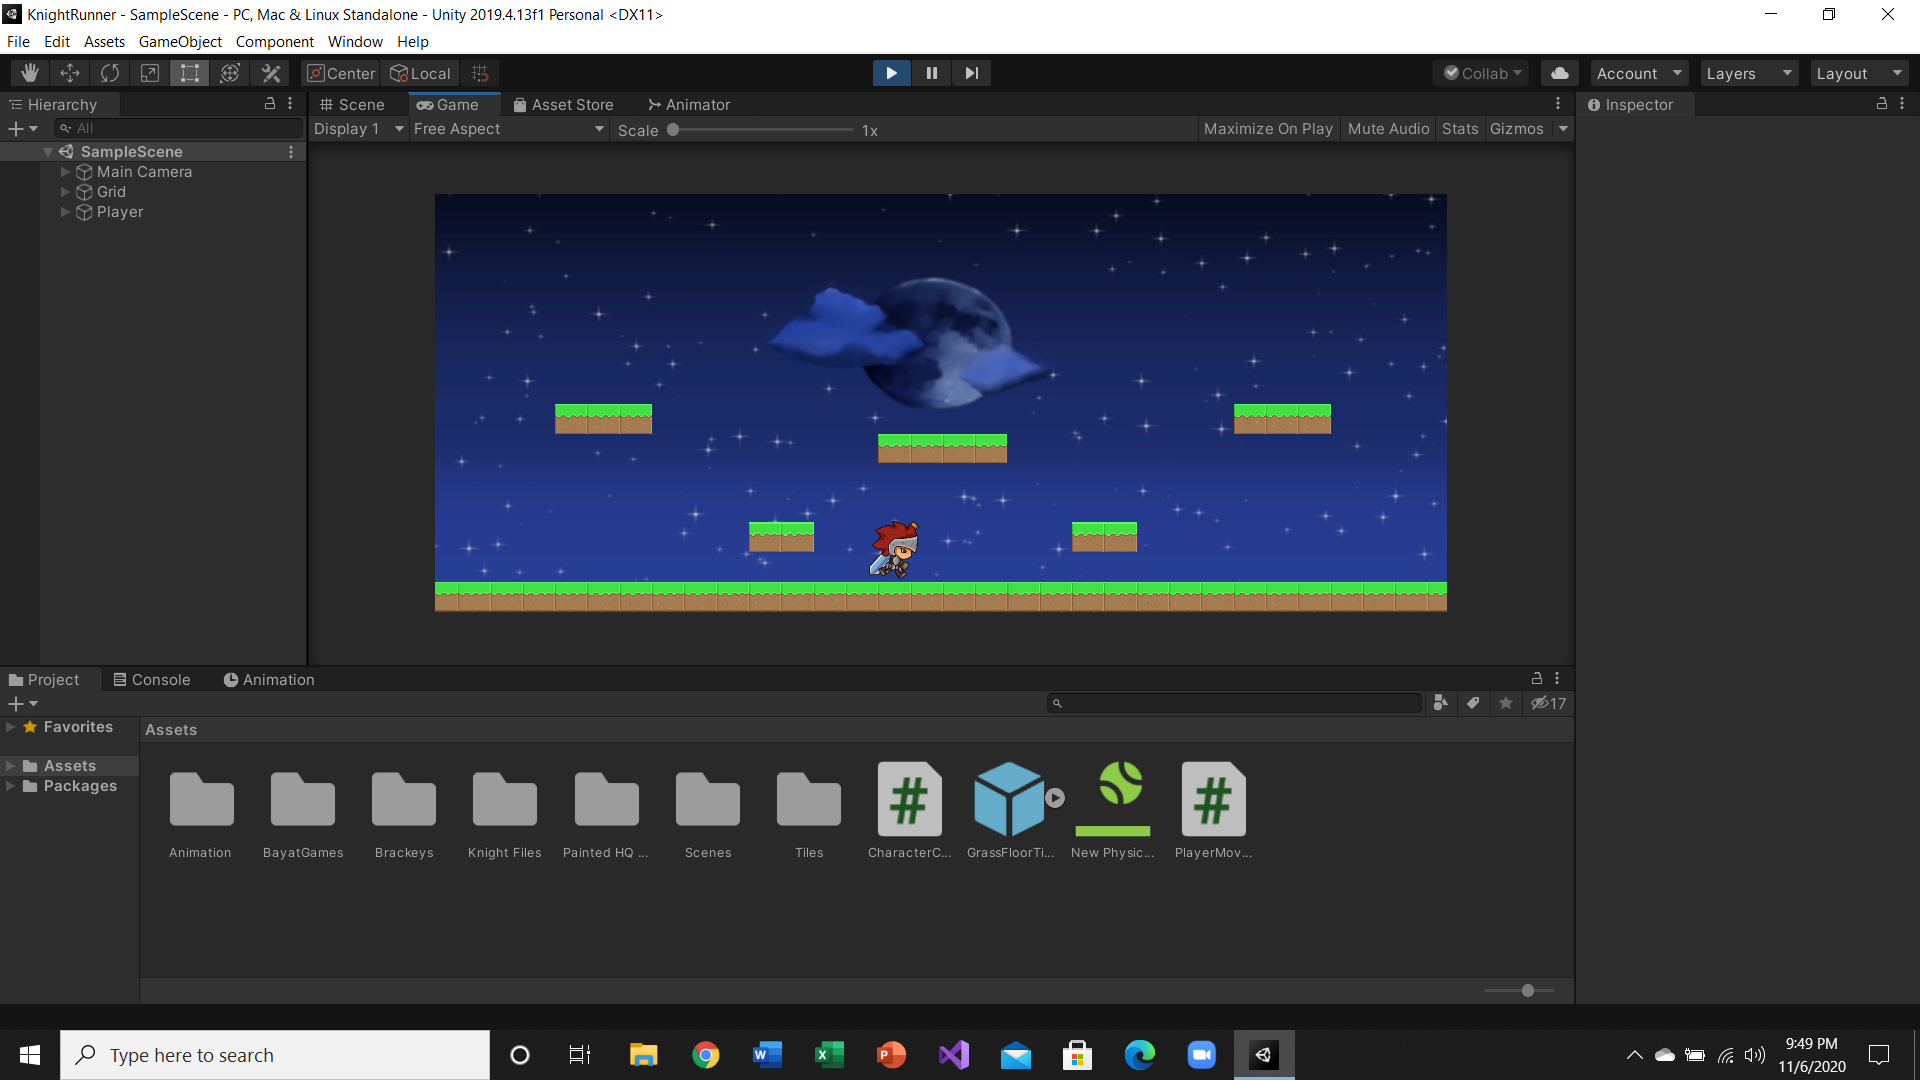 KnightRunner - SampleScene - PC, Mac & Linux Standalone - Unity 2019.4.13f1 Personal <DX11>
File Edit Assets GameObject Component Window Help
Center Local Collab Account Layers Layout
Hierarchy Scene Game Asset Store Animator Inspector
All Display 1 Free Aspect Scale 1x Maximize On Play Mute Audio Stats Gizmos
SampleScene
Main Camera
Grid
Player
Project Console Animation
17
Favorites Assets
Assets
Packages
Animation BayatGames Brackeys Knight Files Painted HQ ... Scenes Tiles CharacterC... GrassFloorTi... New Physic... PlayerMov...
Type here to search
9:49 PM
11/6/2020